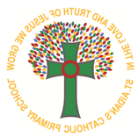 IN THE LOVE AND TRUTH OF JESUS WE GROW
ST. AIDAN'S CATHOLIC PRIMARY SCHOOL